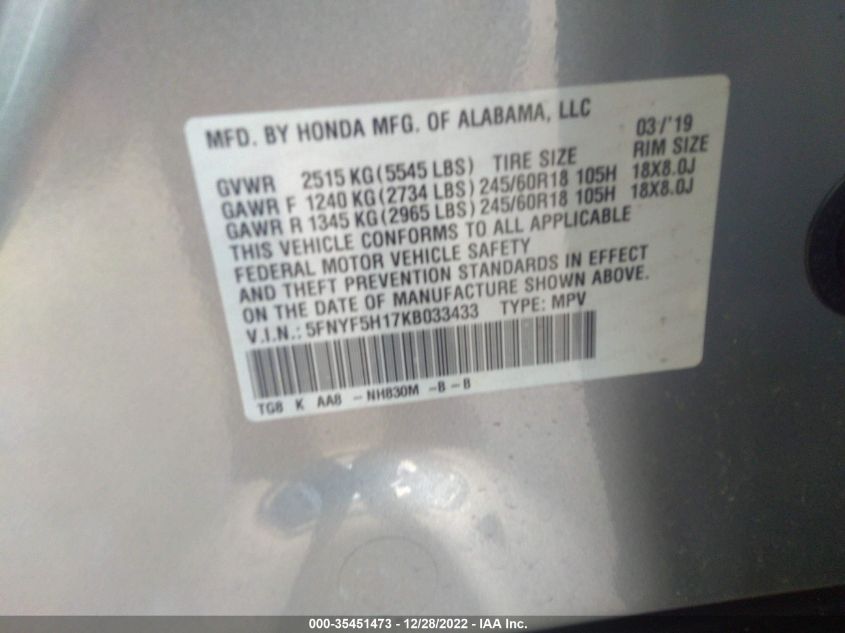 MFD. BY HONDA MFG. OF ALABAMA, LLC
03/'19
GVWR 2515 KG(5545 LBS) TIRE SIZE RIM SIZE
GAWR F 1240 KG(2734 LBS) 245/60R18 105H 18X8.0J
GAWR R 1345 KG(2965 LBS) 245/60R18 105H 18X8.0J
THIS VEHICLE CONFORMS TO ALL APPLICABLE
FEDERAL MOTOR VEHICLE SAFETY
AND THEFT PREVENTION STANDARDS IN EFFECT
ON THE DATE OF MANUFACTURE SHOWN ABOVE.
V.I.N.: 5FNYF5H17KB033433 TYPE: MPV
TG8 K AA8 -NH830M -B-B
000-35451473 - 12/28/2022 - IAA Inc.